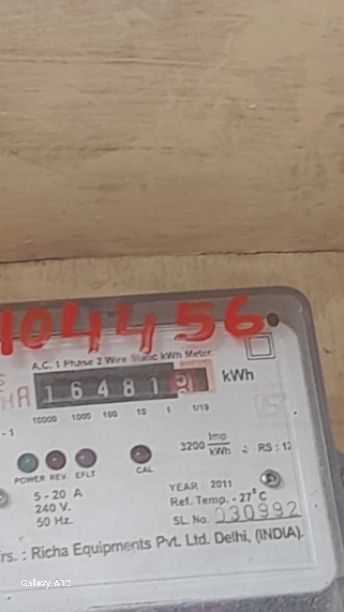 104456
A.C. 1 Phase 2 Wire Static kWh Meter.
16481 kWh
10000 1000 100 10 1 1/10
3200 Imp/kWh
POWER REV. EFLT CAL
5 - 20 A
240 V.
50 Hz.
YEAR : 2011
Ref. Temp. - 27°C
SL. No. 030992
Richa Equipments Pvt. Ltd. Delhi, (INDIA).
Galaxy A12